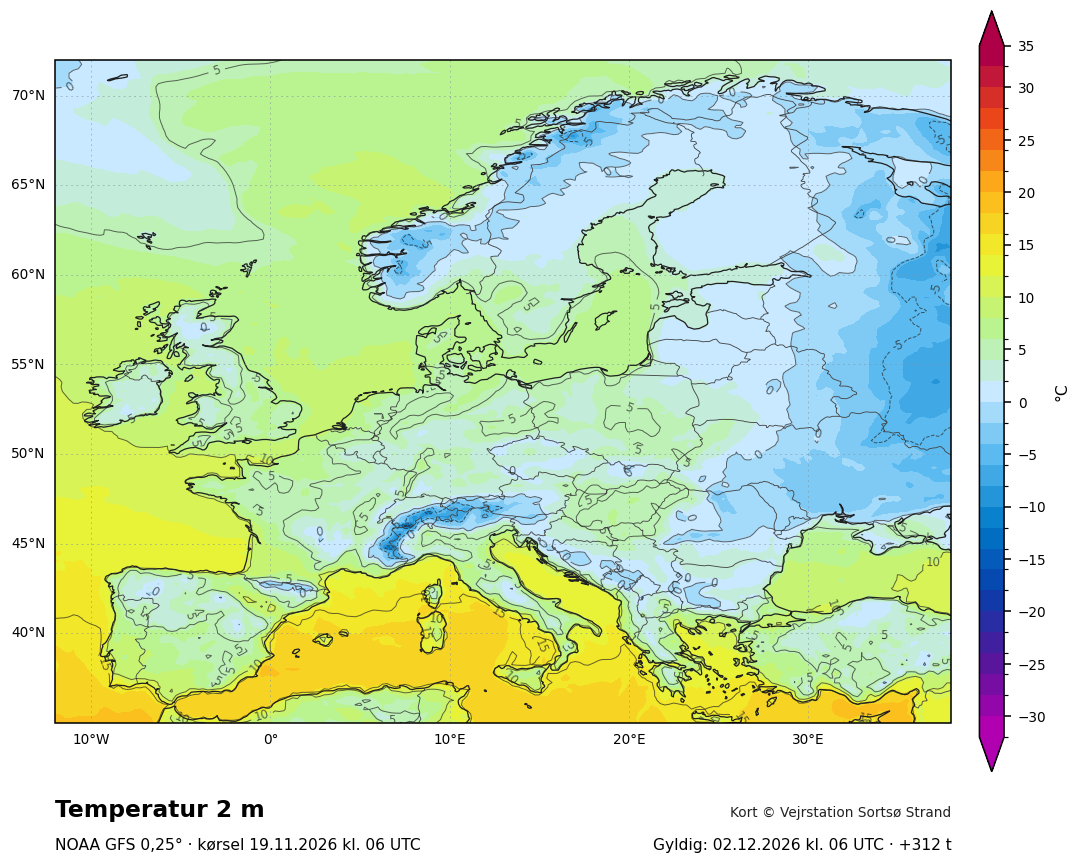 70°N
65°N
60°N
55°N
50°N
45°N
40°N
10°W
0°
10°E
20°E
30°E
35
30
25
20
15
10
5
0
−5
−10
−15
−20
−25
−30
°C
Temperatur 2 m
Kort © Vejrstation Sortsø Strand
NOAA GFS 0,25° · kørsel 19.11.2026 kl. 06 UTC
Gyldig: 02.12.2026 kl. 06 UTC · +312 t